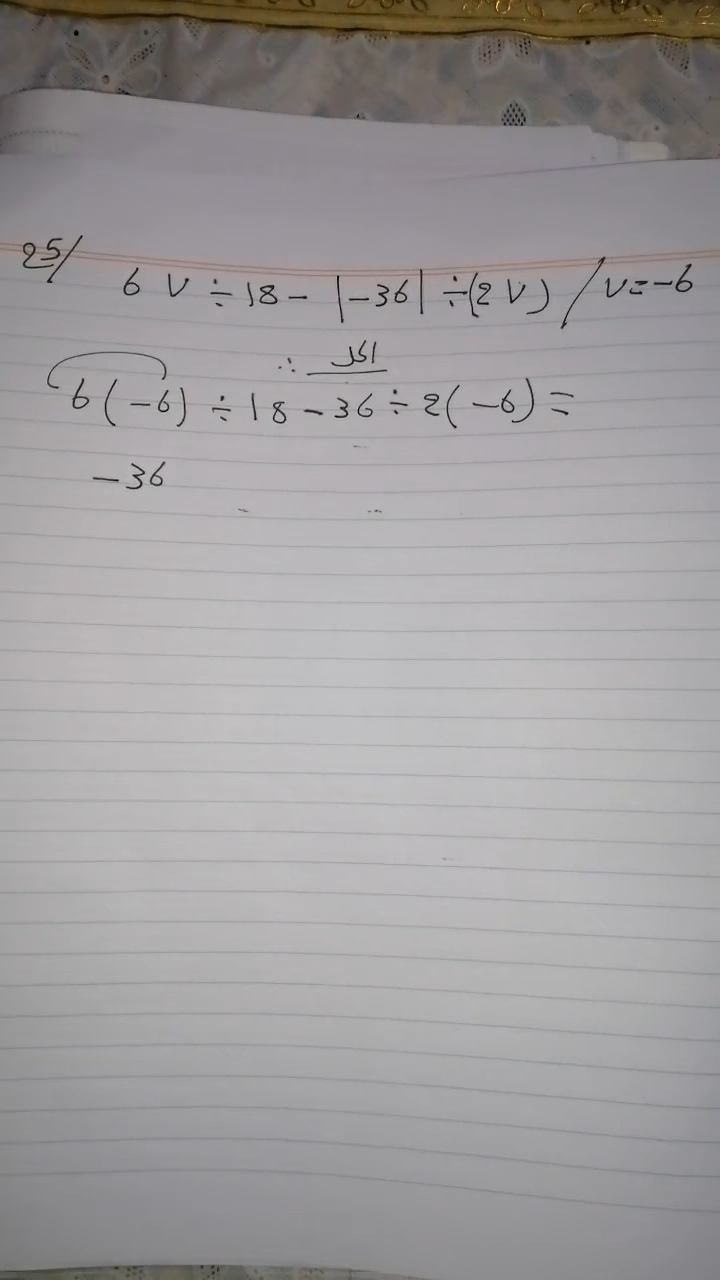 25/
6 V ÷ 18 - |-36| ÷ (2 V) / V = -6
∴ الحل
6(-6) ÷ 18 - 36 ÷ 2(-6) =
-36